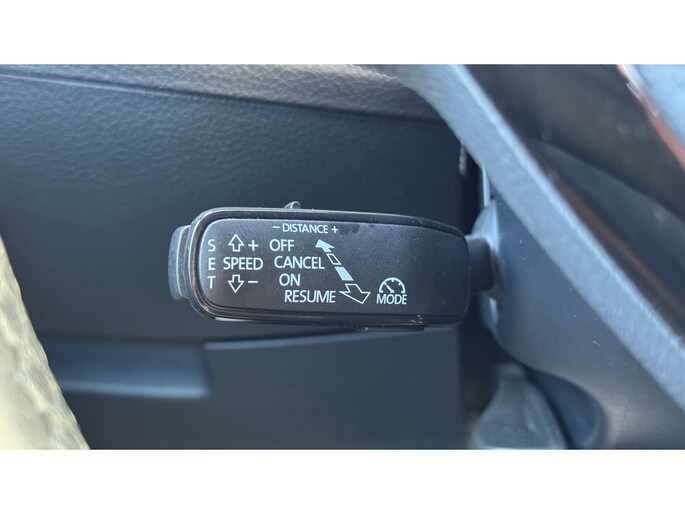 - DISTANCE +
S + OFF
E SPEED CANCEL
T - ON
RESUME MODE